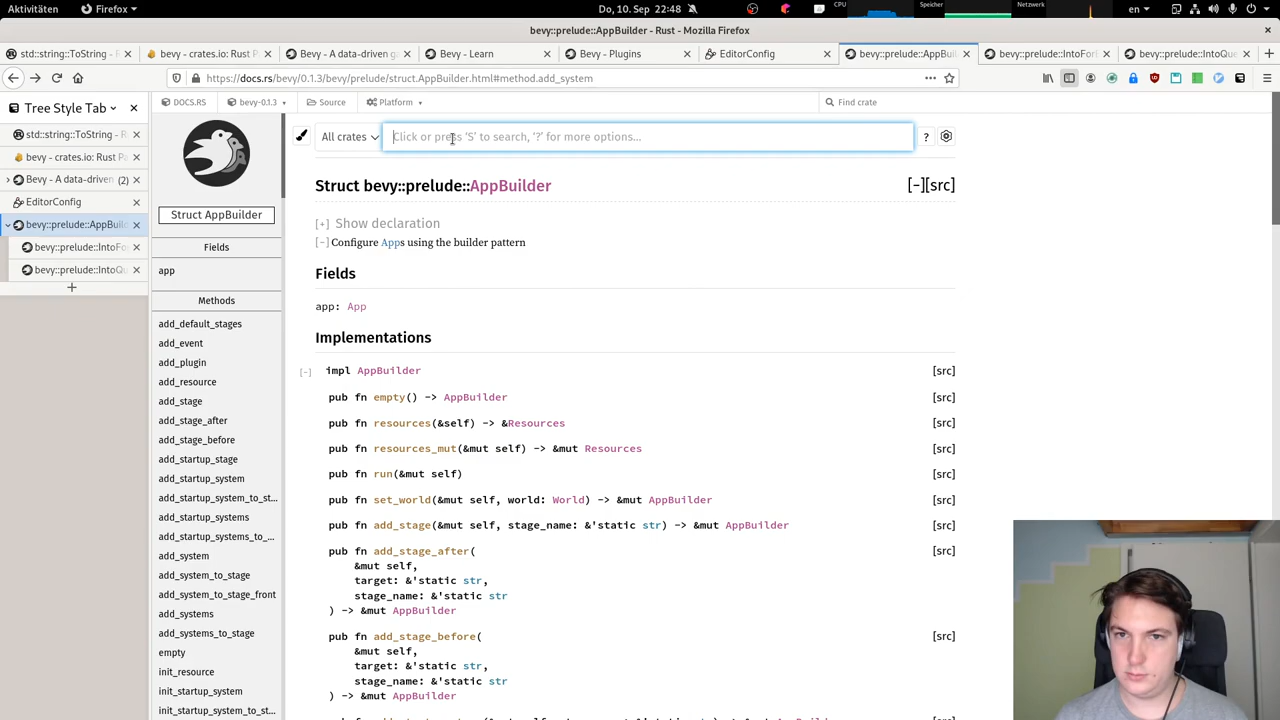 Aktivitäten Firefox Do, 10. Sep 22:48 CPU Speicher Netzwerk en
bevy::prelude::AppBuilder - Rust - Mozilla Firefox
std::string::ToString - R
bevy - crates.io: Rust P
Bevy - A data-driven ga
Bevy - Learn
Bevy - Plugins
EditorConfig
bevy::prelude::AppBuil
bevy::prelude::IntoFor
bevy::prelude::IntoQue
https://docs.rs/bevy/0.1.3/bevy/prelude/struct.AppBuilder.html#method.add_system
Tree Style Tab
std::string::ToString - R
bevy - crates.io: Rust Pa
Bevy - A data-driven (2)
EditorConfig
bevy::prelude::AppBuil
bevy::prelude::IntoFo
bevy::prelude::IntoQu
DOCS.RS bevy-0.1.3 Source Platform Find crate
Struct AppBuilder
Fields
app
Methods
add_default_stages
add_event
add_plugin
add_resource
add_stage
add_stage_after
add_stage_before
add_startup_stage
add_startup_system
add_startup_system_to_st...
add_startup_systems
add_startup_systems_to_...
add_system
add_system_to_stage
add_system_to_stage_front
add_systems
add_systems_to_stage
empty
init_resource
init_startup_system
init_startup_system_to_st...
All crates Click or press ‘S’ to search, ‘?’ for more options... ?
Struct bevy::prelude::AppBuilder [-][src]
[+] Show declaration
[-] Configure Apps using the builder pattern
Fields
app: App
Implementations
[-] impl AppBuilder [src]
pub fn empty() -> AppBuilder [src]
pub fn resources(&self) -> &Resources [src]
pub fn resources_mut(&mut self) -> &mut Resources [src]
pub fn run(&mut self) [src]
pub fn set_world(&mut self, world: World) -> &mut AppBuilder [src]
pub fn add_stage(&mut self, stage_name: &'static str) -> &mut AppBuilder [src]
pub fn add_stage_after( [src]
&mut self,
target: &'static str,
stage_name: &'static str
) -> &mut AppBuilder
pub fn add_stage_before( [src]
&mut self,
target: &'static str,
stage_name: &'static str
) -> &mut AppBuilder